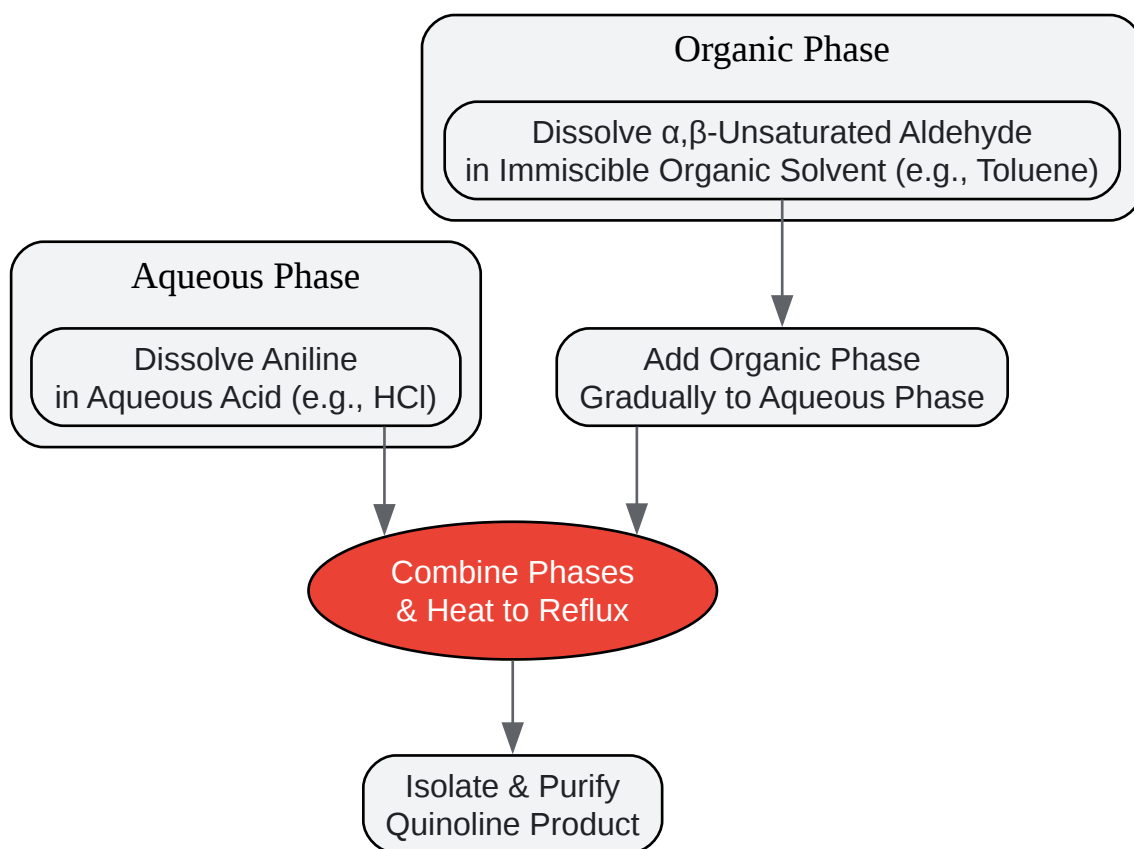 Organic Phase
Dissolve α,β-Unsaturated Aldehyde
in Immiscible Organic Solvent (e.g., Toluene)
Aqueous Phase
Dissolve Aniline
in Aqueous Acid (e.g., HCl)
Add Organic Phase
Gradually to Aqueous Phase
Combine Phases
& Heat to Reflux
Isolate & Purify
Quinoline Product